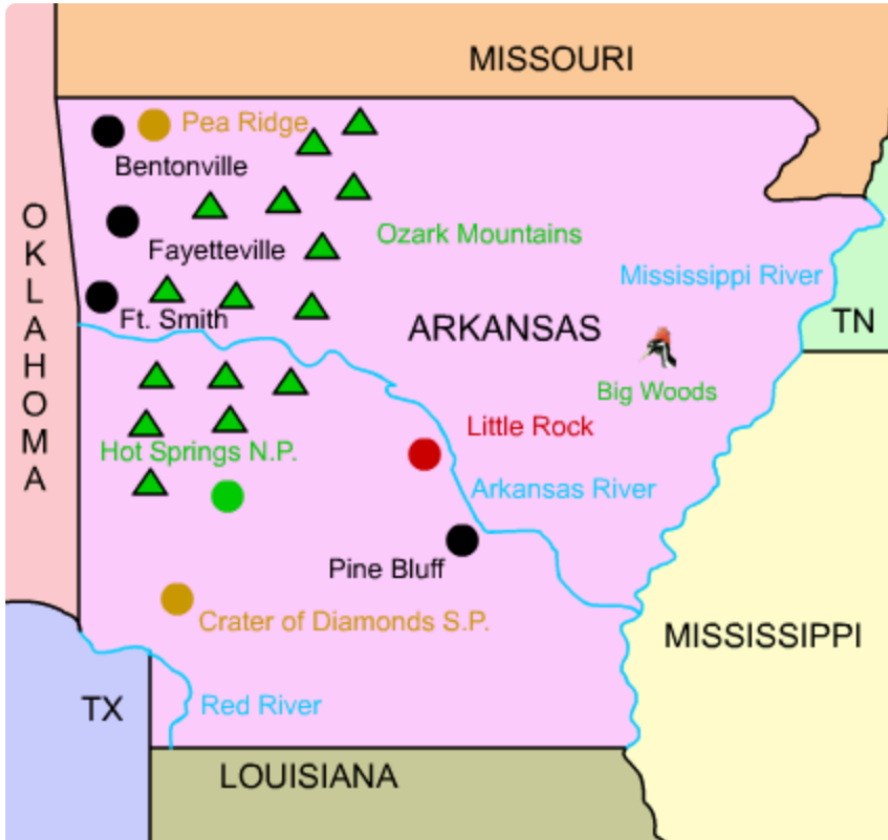 MISSOURI
Pea Ridge
Bentonville
OKLAHOMA
Fayetteville
Ozark Mountains
Mississippi River
Ft. Smith
ARKANSAS
TN
Big Woods
Little Rock
Hot Springs N.P.
Arkansas River
Pine Bluff
Crater of Diamonds S.P.
MISSISSIPPI
TX
Red River
LOUISIANA